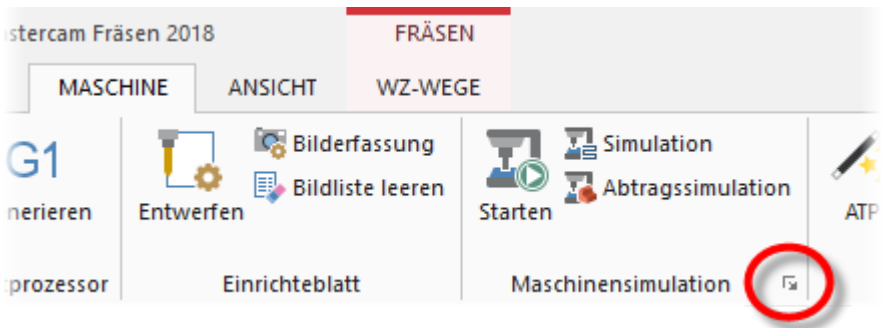 stercam Fräsen 2018 FRÄSEN
MASCHINE ANSICHT WZ-WEGE
G1 Bilderfassung Simulation
Bildliste leeren Abtragssimulation
nerieren Entwerfen Starten ATP
prozessor Einrichteblatt Maschinensimulation